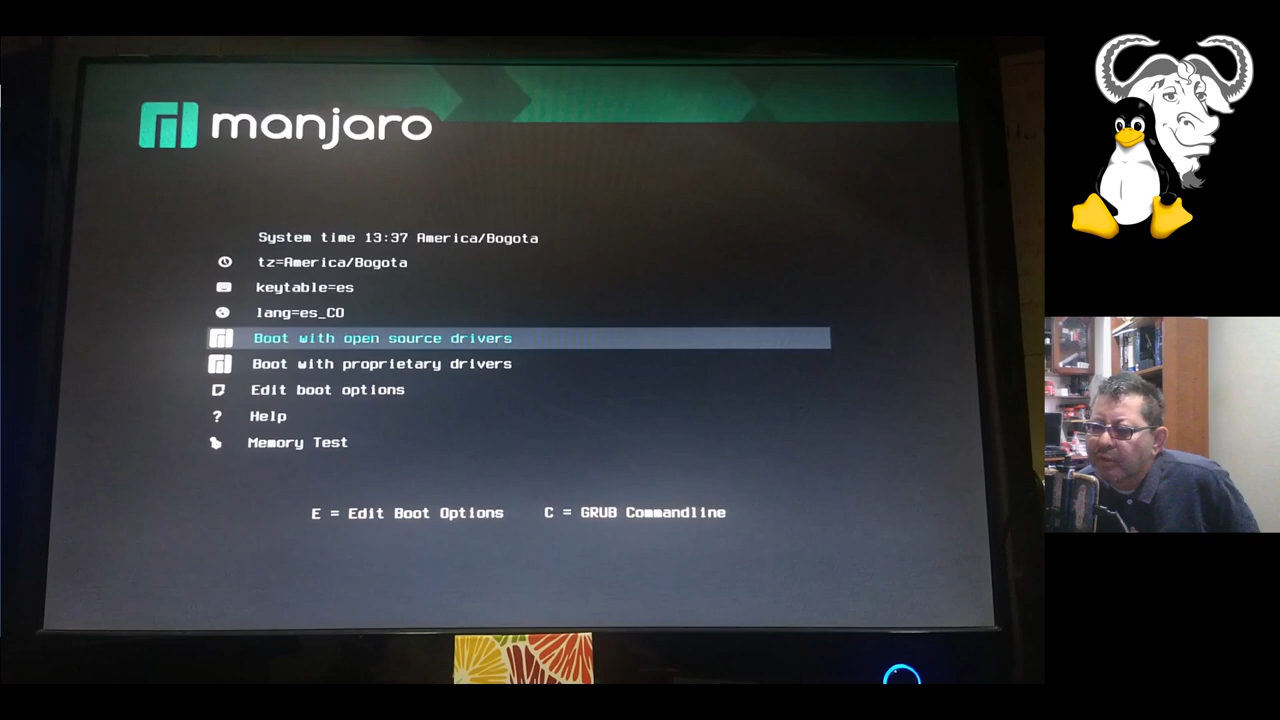 manjaro
System time 13:37 America/Bogota
tz=America/Bogota
keytable=es
lang=es_CO
Boot with open source drivers
Boot with proprietary drivers
Edit boot options
? Help
Memory Test
E = Edit Boot Options C = GRUB Commandline